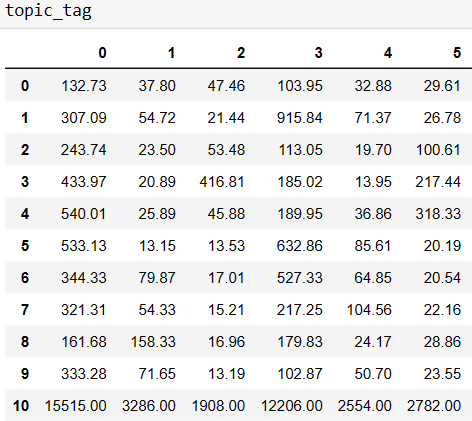 topic_tag
0 1 2 3 4 5
0 132.73 37.80 47.46 103.95 32.88 29.61
1 307.09 54.72 21.44 915.84 71.37 26.78
2 243.74 23.50 53.48 113.05 19.70 100.61
3 433.97 20.89 416.81 185.02 13.95 217.44
4 540.01 25.89 45.88 189.95 36.86 318.33
5 533.13 13.15 13.53 632.86 85.61 20.19
6 344.33 79.87 17.01 527.33 64.85 20.54
7 321.31 54.33 15.21 217.25 104.56 22.16
8 161.68 158.33 16.96 179.83 24.17 28.86
9 333.28 71.65 13.19 102.87 50.70 23.55
10 15515.00 3286.00 1908.00 12206.00 2554.00 2782.00